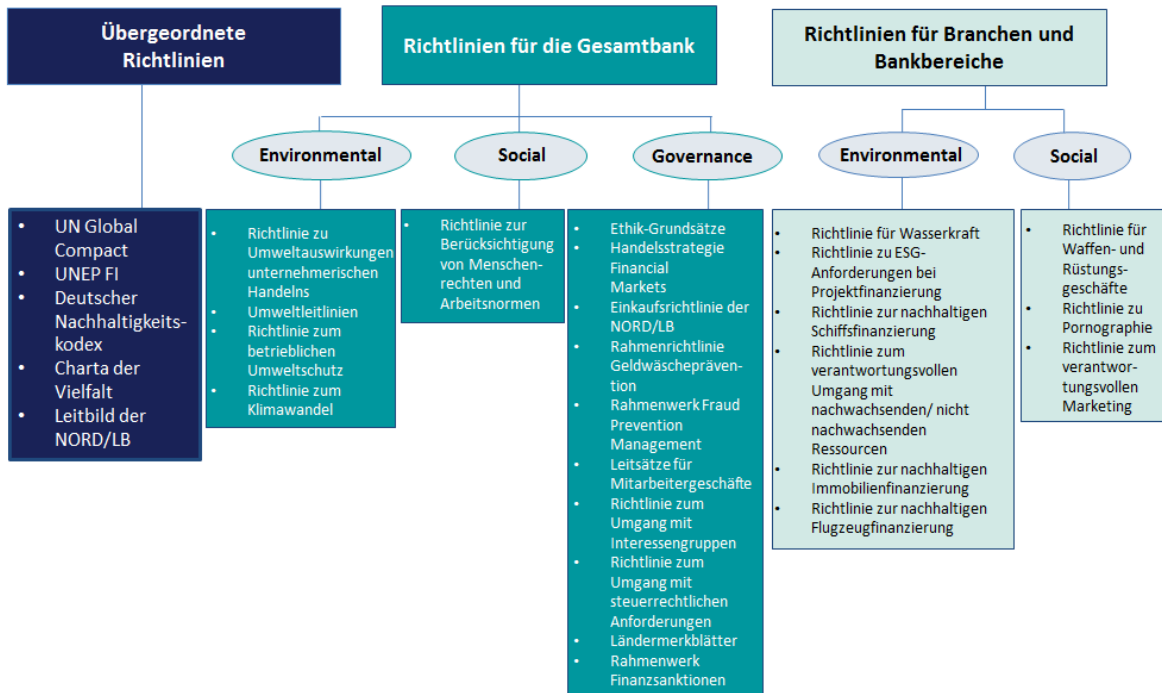 Übergeordnete
Richtlinien
Richtlinien für die Gesamtbank
Richtlinien für Branchen und
Bankbereiche
Environmental
Social
Governance
Environmental
Social
• UN Global
Compact
• UNEP FI
• Deutscher
Nachhaltigkeits-
kodex
• Charta der
Vielfalt
• Leitbild der
NORD/LB
• Richtlinie zu
Umweltauswirkungen
unternehmerischen
Handelns
• Umweltleitlinien
• Richtlinie zum
betrieblichen
Umweltschutz
• Richtlinie zum
Klimawandel
• Richtlinie zur
Berücksichtigung
von Menschen-
rechten und
Arbeitsnormen
• Ethik-Grundsätze
• Handelsstrategie
Financial
Markets
• Einkaufsrichtlinie der
NORD/LB
• Rahmenrichtlinie
Geldwäschepräven-
tion
• Rahmenwerk Fraud
Prevention
Management
• Leitsätze für
Mitarbeitergeschäfte
• Richtlinie zum
Umgang mit
Interessengruppen
• Richtlinie zum
Umgang mit
steuerrechtlichen
Anforderungen
• Ländermerkblätter
• Rahmenwerk
Finanzsanktionen
• Richtlinie für Wasserkraft
• Richtlinie zu ESG-
Anforderungen bei
Projektfinanzierung
• Richtlinie zur nachhaltigen
Schiffsfinanzierung
• Richtlinie zum
verantwortungsvollen
Umgang mit
nachwachsenden/ nicht
nachwachsenden
Ressourcen
• Richtlinie zur nachhaltigen
Immobilienfinanzierung
• Richtlinie zur nachhaltigen
Flugzeugfinanzierung
• Richtlinie für
Waffen- und
Rüstungs-
geschäfte
• Richtlinie zu
Pornographie
• Richtlinie zum
verantwor-
tungsvollen
Marketing